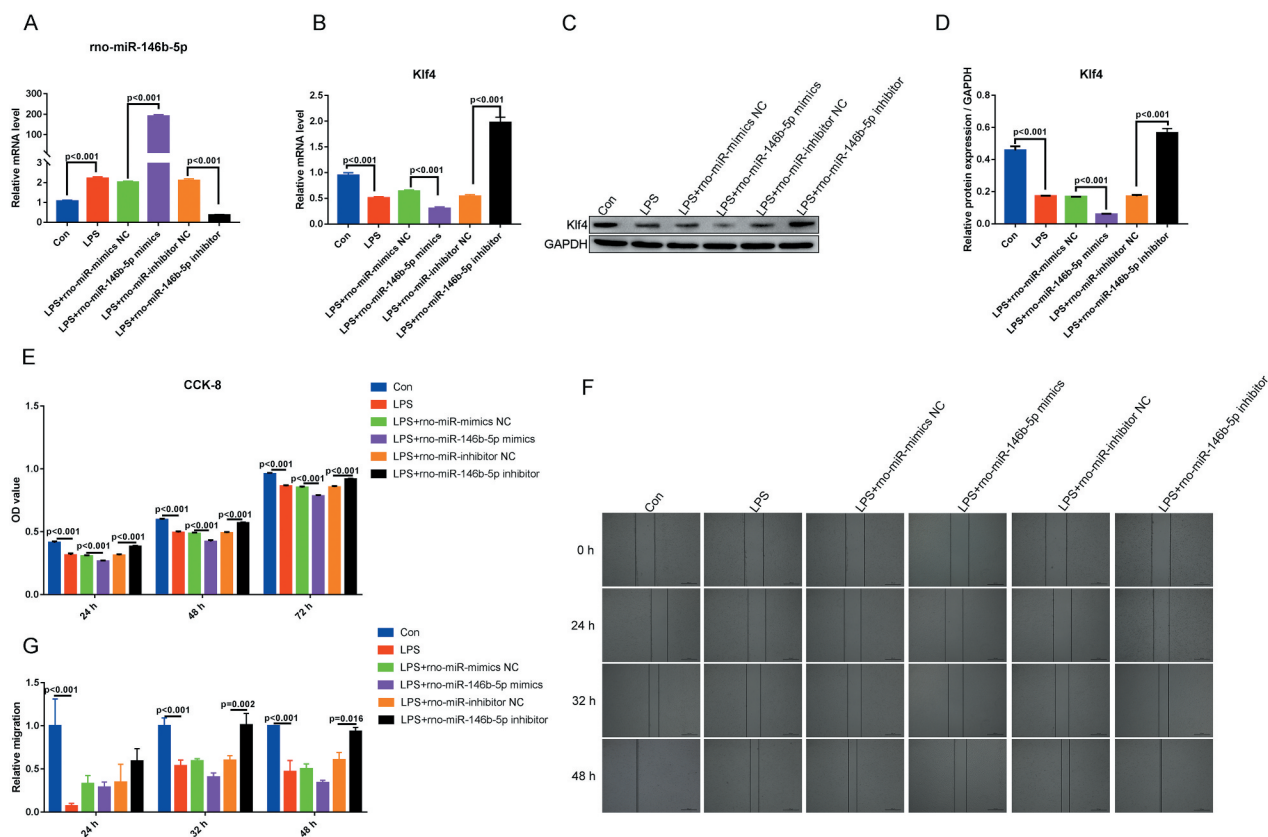 A
rno-miR-146b-5p
Relative mRNA level
400
300
200
100
3
2
1
0
p<0.001
p<0.001
p<0.001
Con
LPS
LPS+rno-miR-mimics NC
LPS+rno-miR-146b-5p mimics
LPS+rno-miR-inhibitor NC
LPS+rno-miR-146b-5p inhibitor
B
Klf4
Relative mRNA level
2.5
2.0
1.5
1.0
0.5
0.0
p<0.001
p<0.001
p<0.001
Con
LPS
LPS+rno-miR-mimics NC
LPS+rno-miR-146b-5p mimics
LPS+rno-miR-inhibitor NC
LPS+rno-miR-146b-5p inhibitor
C
Con
LPS
LPS+rno-miR-mimics NC
LPS+rno-miR-146b-5p mimics
LPS+rno-miR-inhibitor NC
LPS+rno-miR-146b-5p inhibitor
Klf4
GAPDH
D
Klf4
Relative protein expression / GAPDH
0.8
0.6
0.4
0.2
0.0
p<0.001
p<0.001
p<0.001
Con
LPS
LPS+rno-miR-mimics NC
LPS+rno-miR-146b-5p mimics
LPS+rno-miR-inhibitor NC
LPS+rno-miR-146b-5p inhibitor
E
CCK-8
OD value
1.5
1.0
0.5
0.0
p<0.001
p<0.001
p<0.001
p<0.001
p<0.001
p<0.001
p<0.001
p<0.001
p<0.001
24 h
48 h
72 h
Con
LPS
LPS+rno-miR-mimics NC
LPS+rno-miR-146b-5p mimics
LPS+rno-miR-inhibitor NC
LPS+rno-miR-146b-5p inhibitor
F
Con
LPS
LPS+rno-miR-mimics NC
LPS+rno-miR-146b-5p mimics
LPS+rno-miR-inhibitor NC
LPS+rno-miR-146b-5p inhibitor
0 h
24 h
32 h
48 h
G
Relative migration
1.5
1.0
0.5
0.0
p<0.001
p<0.001
p=0.002
p<0.001
p=0.016
24 h
32 h
48 h
Con
LPS
LPS+rno-miR-mimics NC
LPS+rno-miR-146b-5p mimics
LPS+rno-miR-inhibitor NC
LPS+rno-miR-146b-5p inhibitor